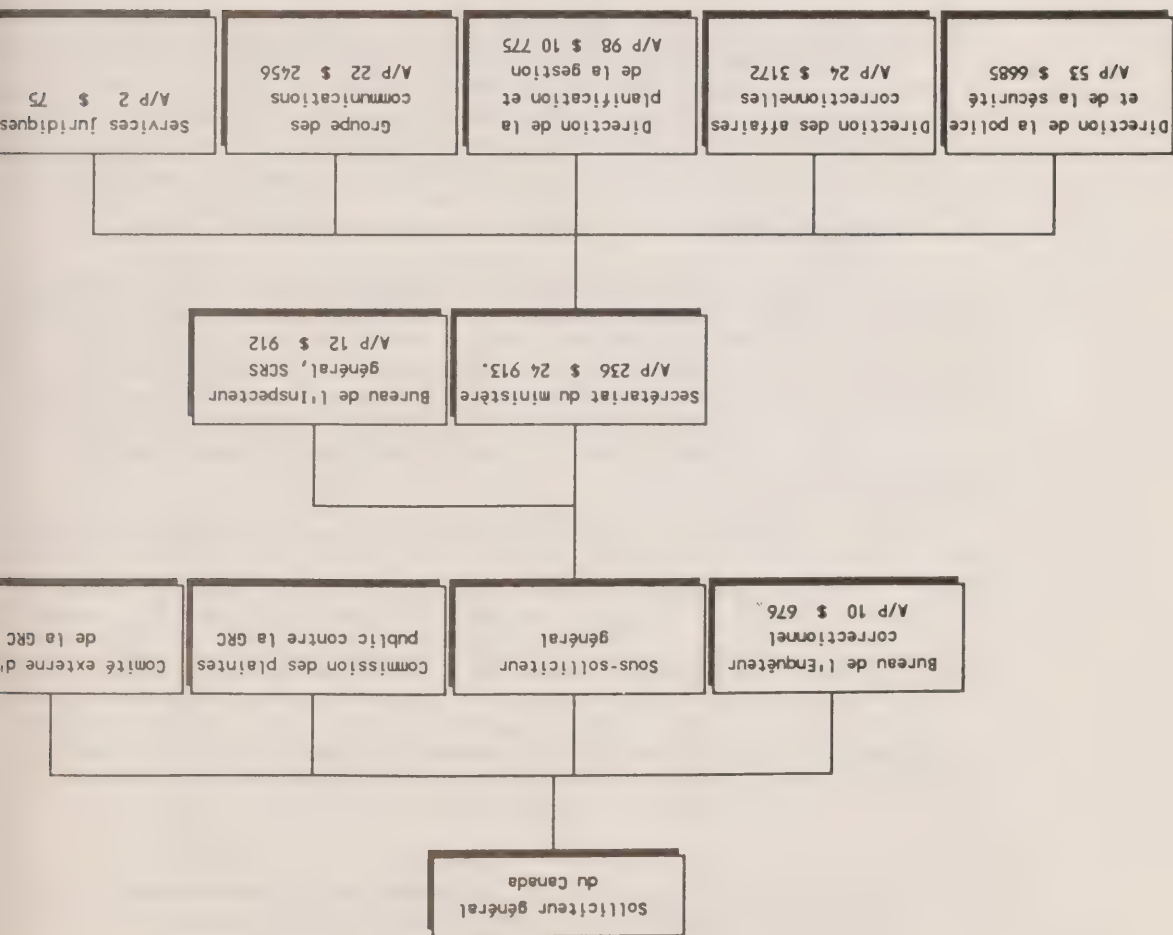 Solliciteur général
du Canada
Bureau de l'Enquêteur
correctionnel
A/P 10 $ 676
Sous-solliciteur
général
Commission des plaintes
public contre la GRC
Comité externe d'
de la GRC
Secrétariat du ministère
A/P 236 $ 24 913.
Bureau de l'Inspecteur
général, SCRS
A/P 12 $ 912
Direction de la police
et de la sécurité
A/P 53 $ 6685
Direction des affaires
correctionnelles
A/P 24 $ 3172
Direction de la
planification et
de la gestion
A/P 98 $ 10 775
Groupe des
communications
A/P 22 $ 2456
Services juridiques
A/P 2 $ 75